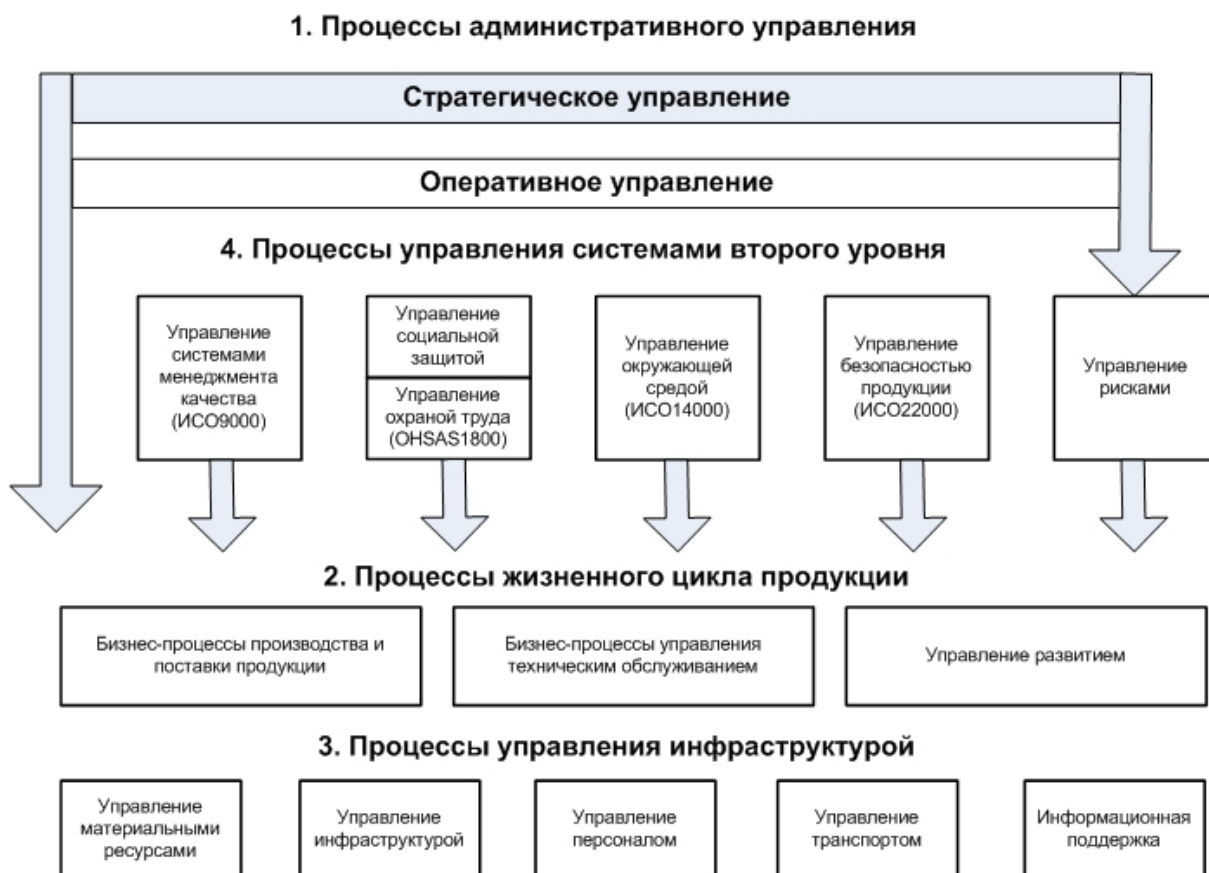 1. Процессы административного управления
Стратегическое управление
Оперативное управление
4. Процессы управления системами второго уровня
Управление
системами
менеджмента
качества
(ИСО9000)
Управление
социальной
защитой
Управление
охраной труда
(OHSAS1800)
Управление
окружающей
средой
(ИСО14000)
Управление
безопасностью
продукции
(ИСО22000)
Управление
рисками
2. Процессы жизненного цикла продукции
Бизнес-процессы производства и
поставки продукции
Бизнес-процессы управления
техническим обслуживанием
Управление развитием
3. Процессы управления инфраструктурой
Управление
материальными
ресурсами
Управление
инфраструктурой
Управление
персоналом
Управление
транспортом
Информационная
поддержка